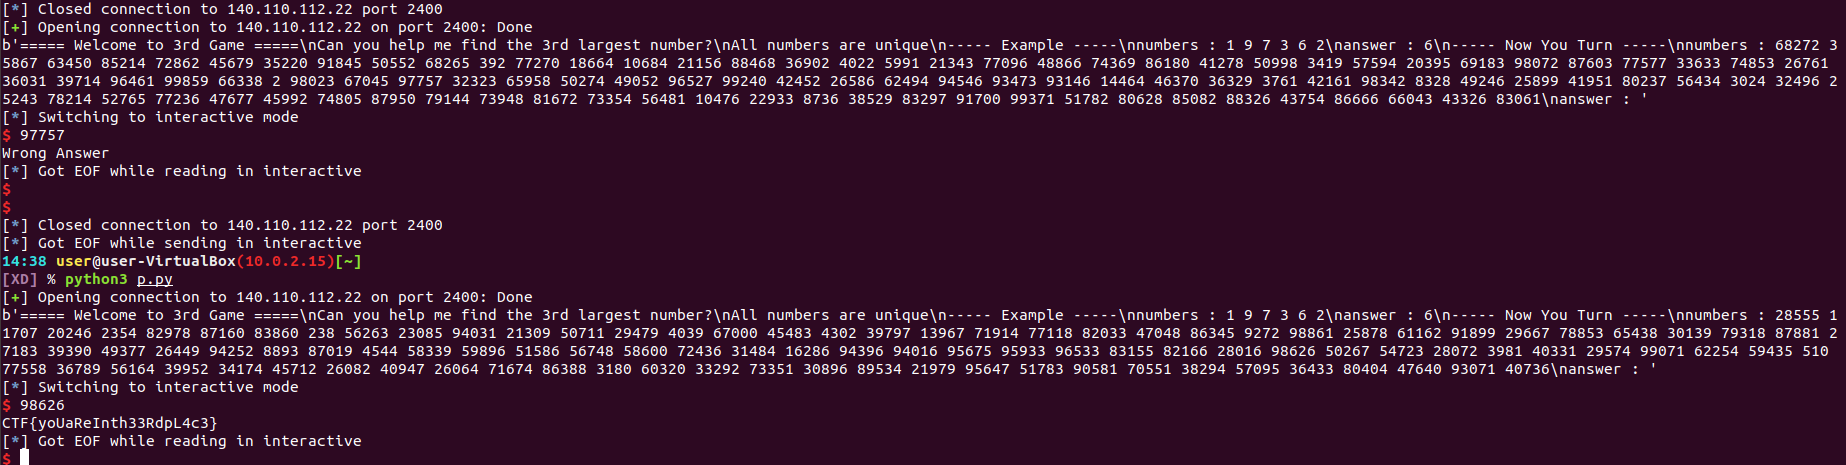 [*] Closed connection to 140.110.112.22 port 2400
[+] Opening connection to 140.110.112.22 on port 2400: Done
b'===== Welcome to 3rd Game =====\nCan you help me find the 3rd largest number?\nAll numbers are unique\n----- Example -----\nnumbers : 1 9 7 3 6 2\nanswer : 6\n----- Now You Turn -----\nnumbers : 68272 3
5867 63450 85214 72862 45679 35220 91845 50552 68265 392 77270 18664 10684 21156 88468 36902 4022 5991 21343 77096 48866 74369 86180 41278 50998 3419 57594 20395 69183 98072 87603 77577 33633 74853 26761
36031 39714 96461 99859 66338 2 98023 67045 97757 32323 65958 50274 49052 96527 99240 42452 26586 62494 94546 93473 93146 14464 46370 36329 3761 42161 98342 8328 49246 25899 41951 80237 56434 3024 32496 2
5243 78214 52765 77236 47677 45992 74805 87950 79144 73948 81672 73354 56481 10476 22933 8736 38529 83297 91700 99371 51782 80628 85082 88326 43754 86666 66043 43326 83061\nanswer : '
[*] Switching to interactive mode
$ 97757
Wrong Answer
[*] Got EOF while reading in interactive
$
$
[*] Closed connection to 140.110.112.22 port 2400
[*] Got EOF while sending in interactive
14:38 user@user-VirtualBox(10.0.2.15)[~]
[XD] % python3 p.py
[+] Opening connection to 140.110.112.22 on port 2400: Done
b'===== Welcome to 3rd Game =====\nCan you help me find the 3rd largest number?\nAll numbers are unique\n----- Example -----\nnumbers : 1 9 7 3 6 2\nanswer : 6\n----- Now You Turn -----\nnumbers : 28555 1
1707 20246 2354 82978 87160 83860 238 56263 23085 94031 21309 50711 29479 4039 67000 45483 4302 39797 13967 71914 77118 82033 47048 86345 9272 98861 25878 61162 91899 29667 78853 65438 30139 79318 87881 2
7183 39390 49377 26449 94252 8893 87019 4544 58339 59896 51586 56748 58600 72436 31484 16286 94396 94016 95675 95933 96533 83155 82166 28016 98626 50267 54723 28072 3981 40331 29574 99071 62254 59435 510
77558 36789 56164 39952 34174 45712 26082 40947 26064 71674 86388 3180 60320 33292 73351 30896 89534 21979 95647 51783 90581 70551 38294 57095 36433 80404 47640 93071 40736\nanswer : '
[*] Switching to interactive mode
$ 98626
CTF{yoUaReInth33RdpL4c3}
[*] Got EOF while reading in interactive
$